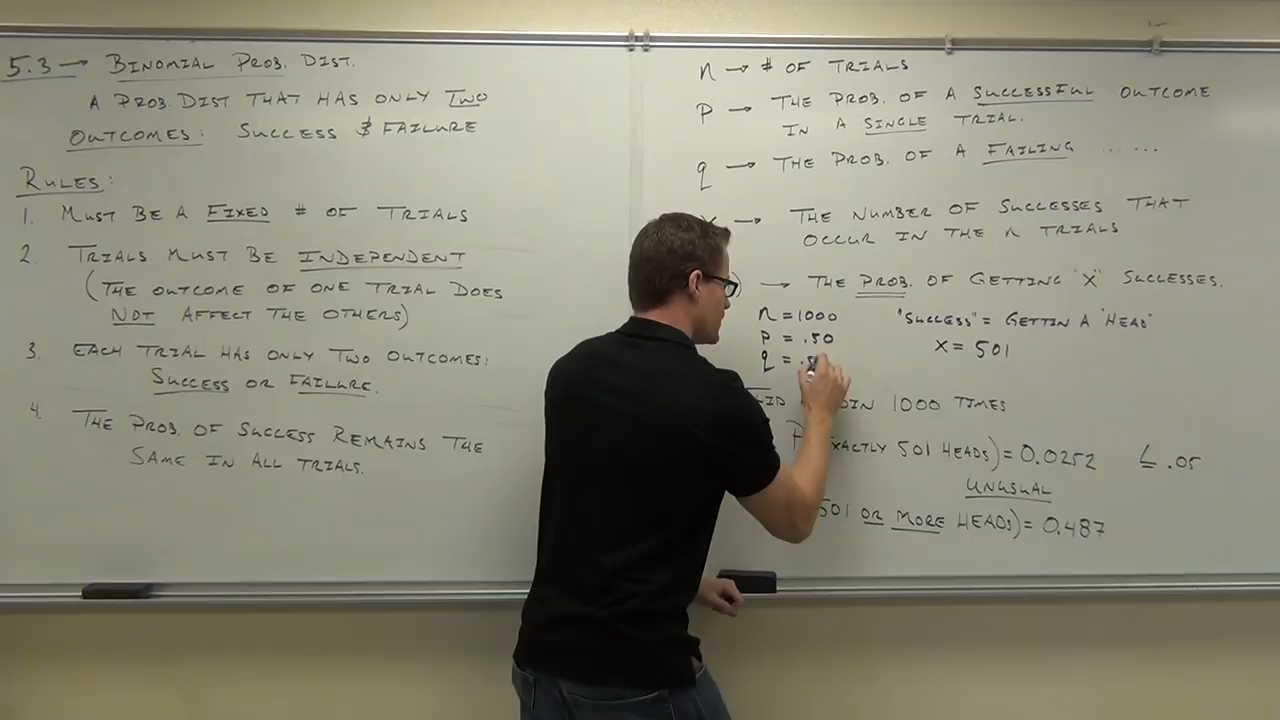 5.3 → BINOMIAL PROB. DIST.
A PROB. DIST THAT HAS ONLY TWO
OUTCOMES: SUCCESS & FAILURE
RULES:
1. MUST BE A FIXED # OF TRIALS
2. TRIALS MUST BE INDEPENDENT
(THE OUTCOME OF ONE TRIAL DOES
NOT AFFECT THE OTHERS)
3. EACH TRIAL HAS ONLY TWO OUTCOMES:
SUCCESS OR FAILURE.
4. THE PROB. OF SUCCESS REMAINS THE
SAME IN ALL TRIALS.
n → # OF TRIALS
p → THE PROB. OF A SUCCESSFUL OUTCOME
IN A SINGLE TRIAL.
q → THE PROB. OF A FAILING ......
→ THE NUMBER OF SUCCESSES THAT
OCCUR IN THE n TRIALS
) → THE PROB. OF GETTING "X" SUCCESSES.
n = 1000 "SUCCESS" = GETTIN A "HEAD"
p = .50 X = 501
q = .5
1000 TIMES
501 HEADS) = 0.0252 ≤ .05
UNUSUAL
501 OR MORE HEADS) = 0.487